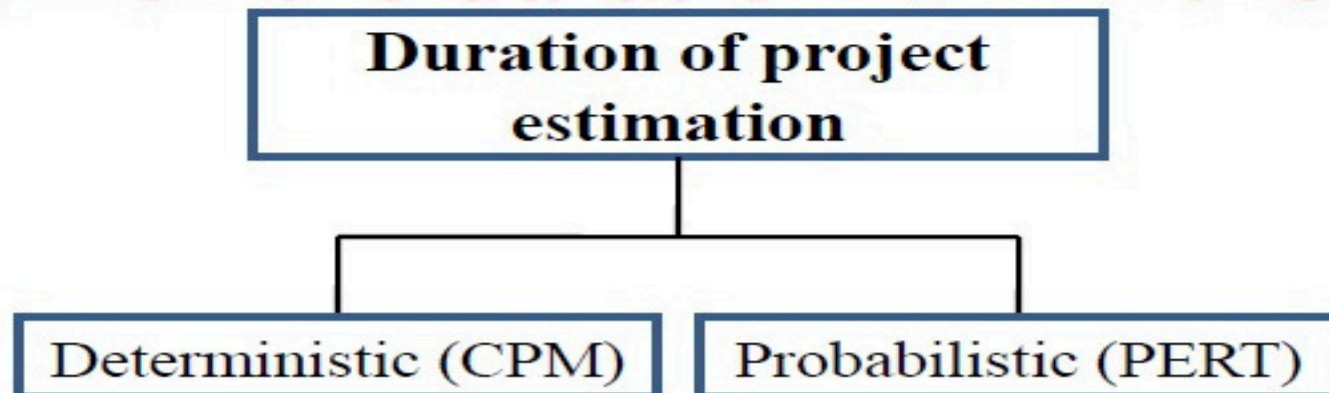 Duration of project
estimation
Deterministic (CPM)
Probabilistic (PERT)